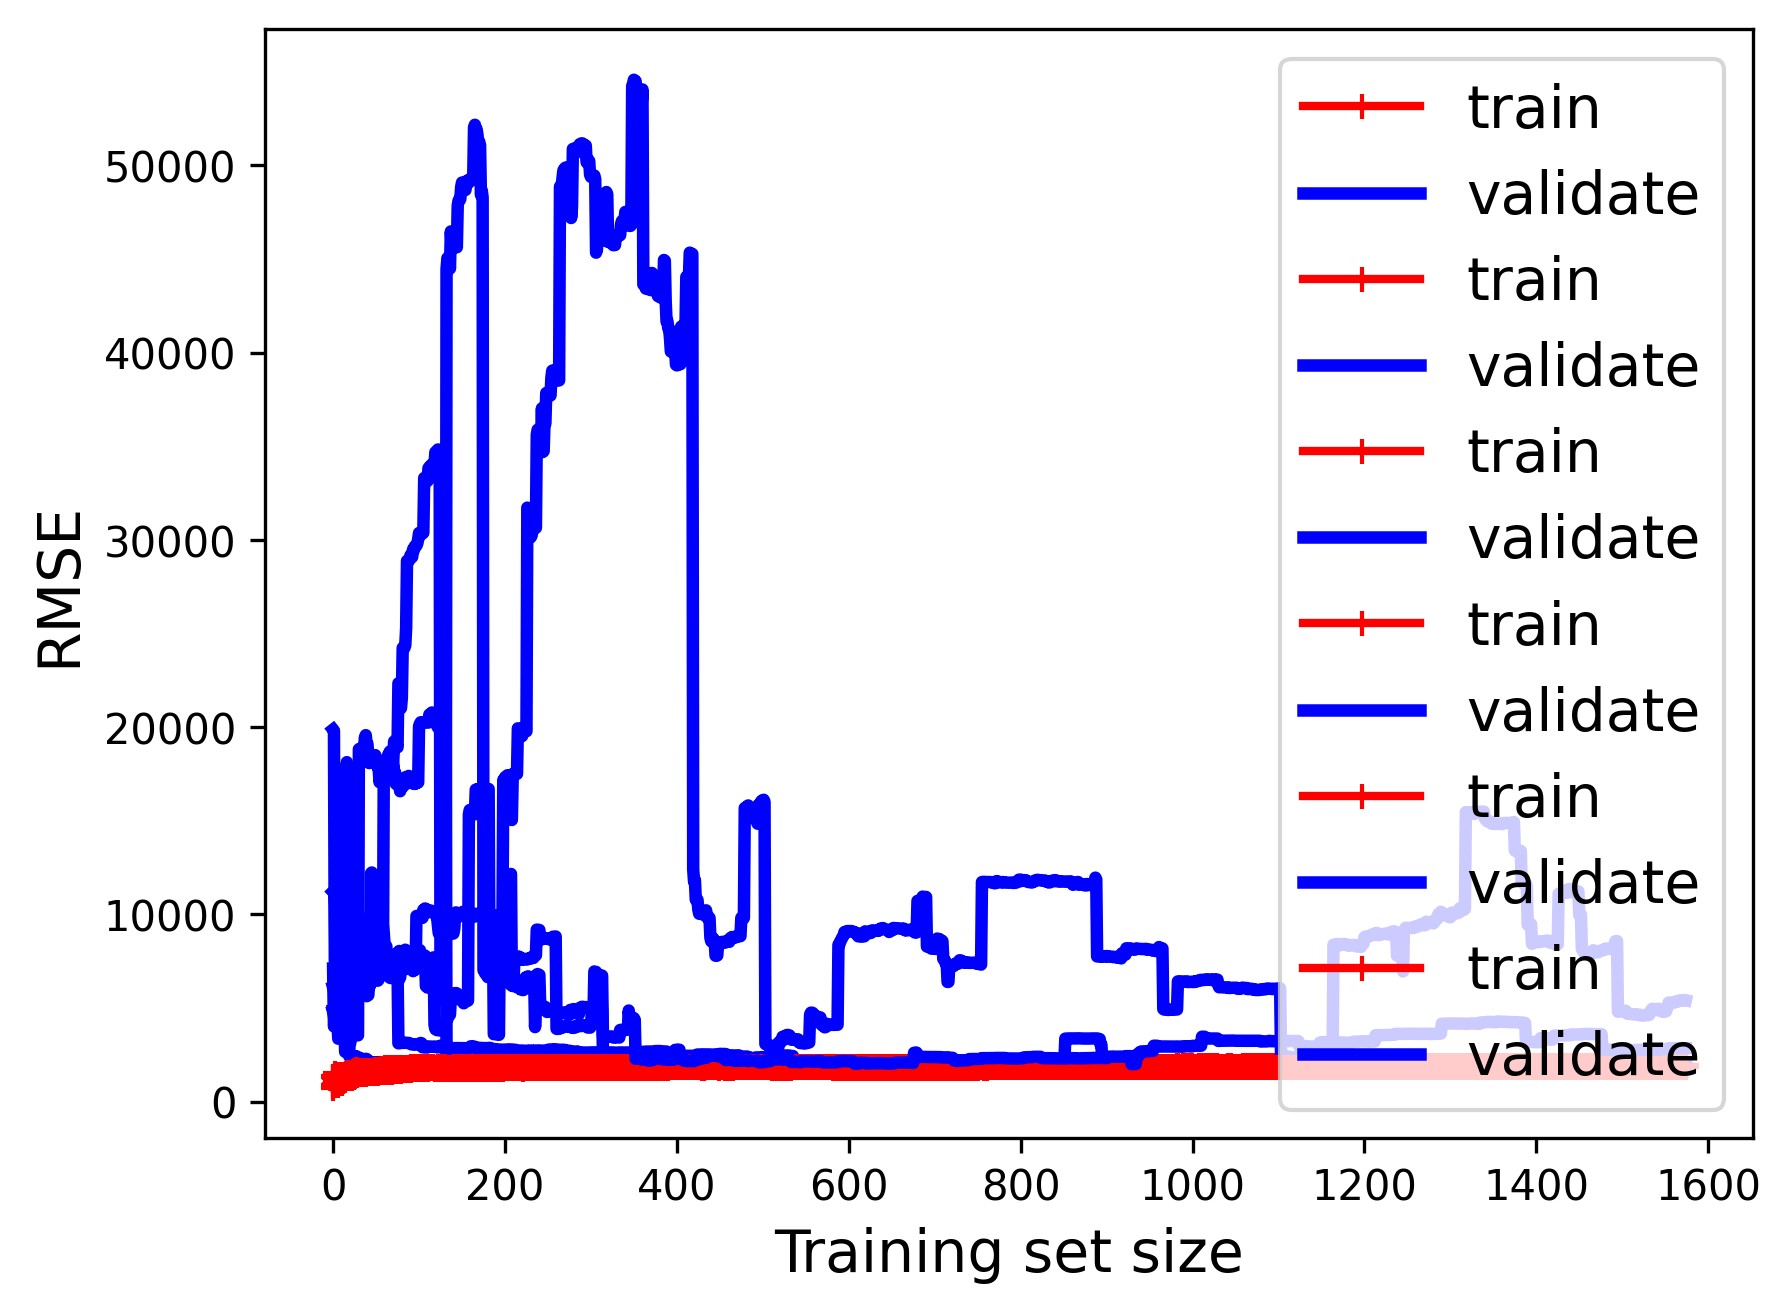 50000
40000
30000
20000
10000
0
RMSE
0 200 400 600 800 1000 1200 1400 1600
Training set size
train
validate
train
validate
train
validate
train
validate
train
validate
train
validate